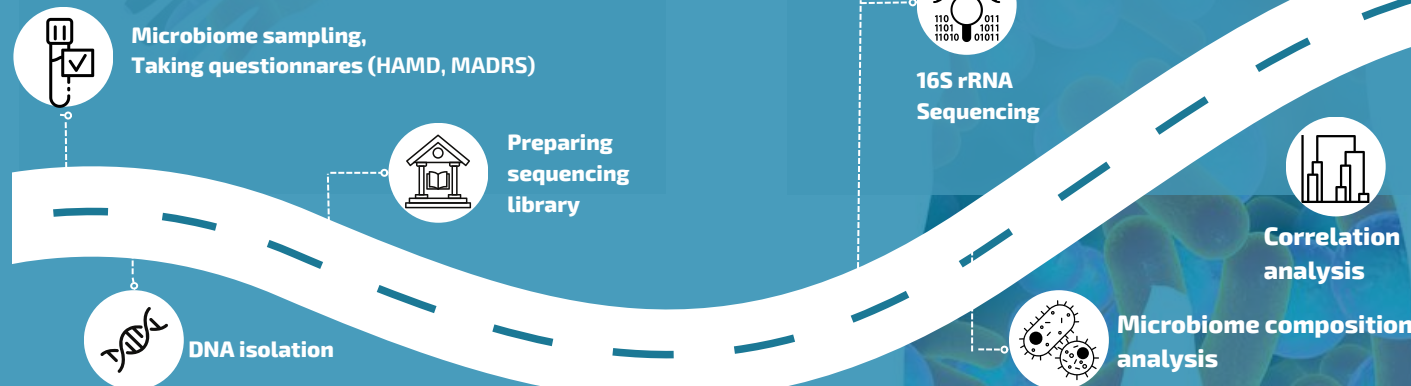 Microbiome sampling,
Taking questionnares (HAMD, MADRS)
DNA isolation
Preparing
sequencing
library
110 011
1101 1011
11010 01011
16S rRNA
Sequencing
Microbiome composition
analysis
Correlation
analysis